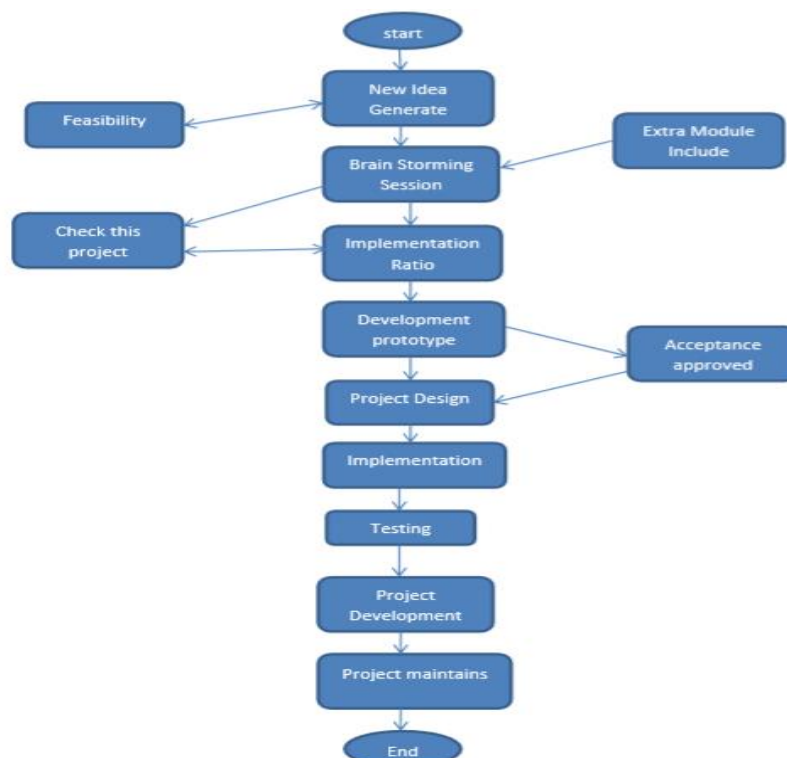 start
New Idea
Generate
Feasibility
Extra Module
Include
Brain Storming
Session
Check this
project
Implementation
Ratio
Development
prototype
Acceptance
approved
Project Design
Implementation
Testing
Project
Development
Project maintains
End